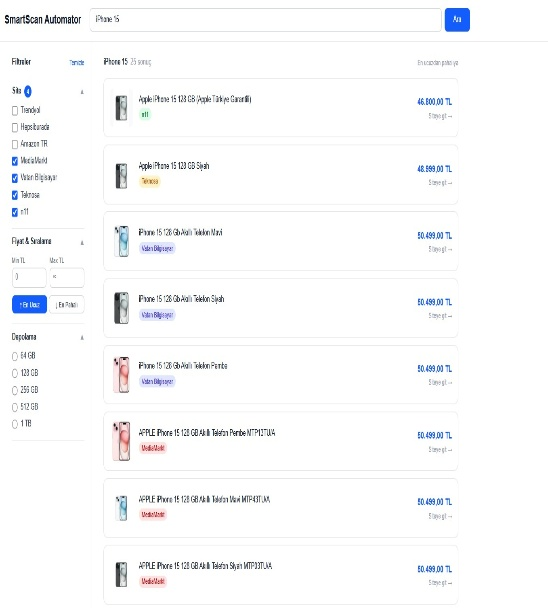 SmartScan Automator
iPhone 15
Ara
Filtreler
Temizle
Site 4
Trendyol
Hepsiburada
Amazon TR
MediaMarkt
Vatan Bilgisayar
Teknosa
n11
Fiyat & Sıralama
Min TL
Max TL
0
∞
↑ En Ucuz
↓ En Pahalı
Depolama
64 GB
128 GB
256 GB
512 GB
1 TB
iPhone 15 25 sonuç
En ucuzdan pahalıya
Apple iPhone 15 128 GB (Apple Türkiye Garantili)
n11
46.800,00 TL
Siteye git →
Apple iPhone 15 128 GB Siyah
Teknosa
48.999,00 TL
Siteye git →
iPhone 15 128 Gb Akıllı Telefon Mavi
Vatan Bilgisayar
50.499,00 TL
Siteye git →
iPhone 15 128 Gb Akıllı Telefon Siyah
Vatan Bilgisayar
50.499,00 TL
Siteye git →
iPhone 15 128 Gb Akıllı Telefon Pembe
Vatan Bilgisayar
50.499,00 TL
Siteye git →
APPLE iPhone 15 128 GB Akıllı Telefon Pembe MTP13TU/A
MediaMarkt
50.499,00 TL
Siteye git →
APPLE iPhone 15 128 GB Akıllı Telefon Mavi MTP43TU/A
MediaMarkt
50.499,00 TL
Siteye git →
APPLE iPhone 15 128 GB Akıllı Telefon Siyah MTP03TU/A
MediaMarkt
50.499,00 TL
Siteye git →